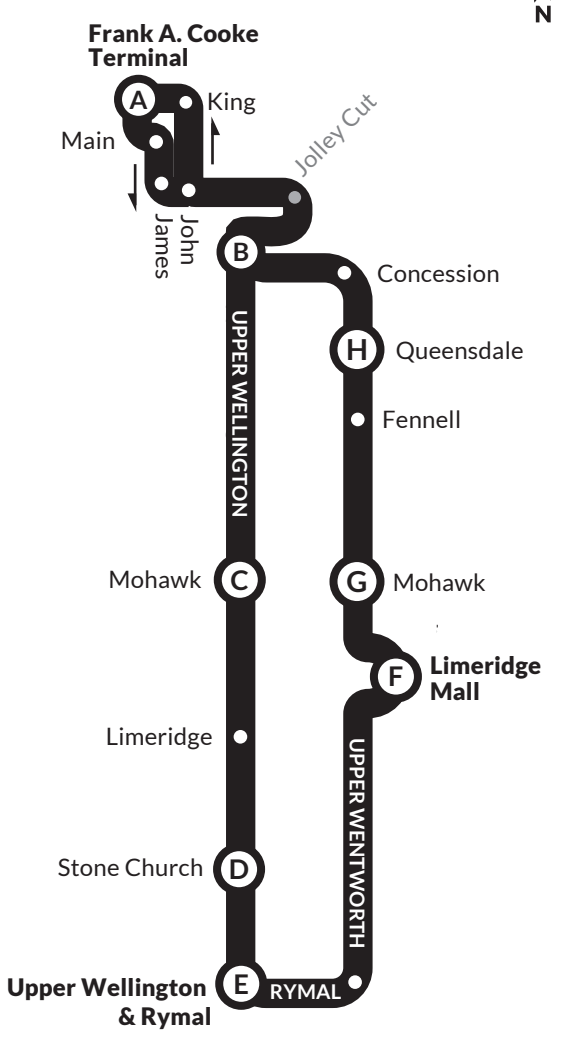 N
Frank A. Cooke
Terminal
A
King
Main
Jolley Cut
James
John
B
Concession
H
Queensdale
UPPER WELLINGTON
Fennell
Mohawk
C
G
Mohawk
F
Limeridge
Mall
Limeridge
UPPER WENTWORTH
Stone Church
D
Upper Wellington
& Rymal
E
RYMAL